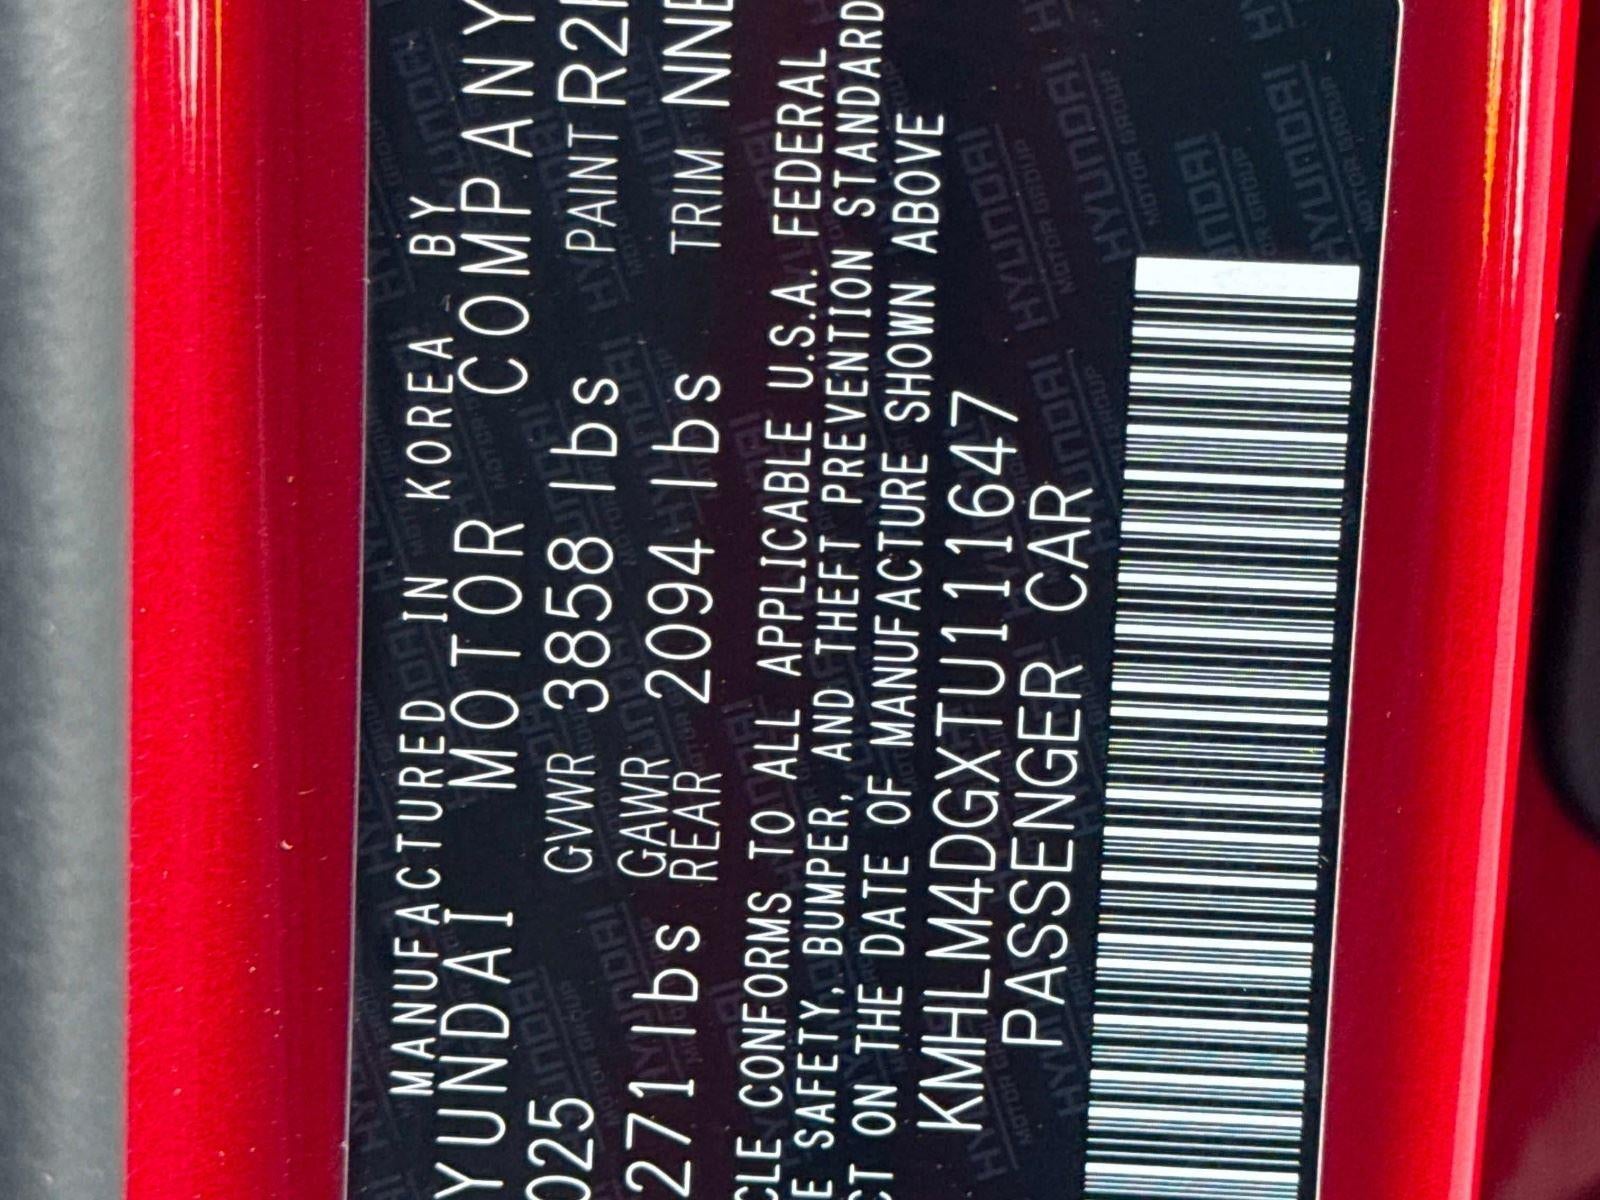 MANUFACTURED IN KOREA BY
YUNDAI MOTOR COMPANY
025 GVWR 3858 lbs PAINT R2
271 lbs GAWR REAR 2094 lbs TRIM NN
CLE CONFORMS TO ALL APPLICABLE U.S.A. FEDERAL
E SAFETY, BUMPER, AND THEFT PREVENTION STANDARD
CT ON THE DATE OF MANUFACTURE SHOWN ABOVE
KMHLM4DGXTU111647
PASSENGER CAR